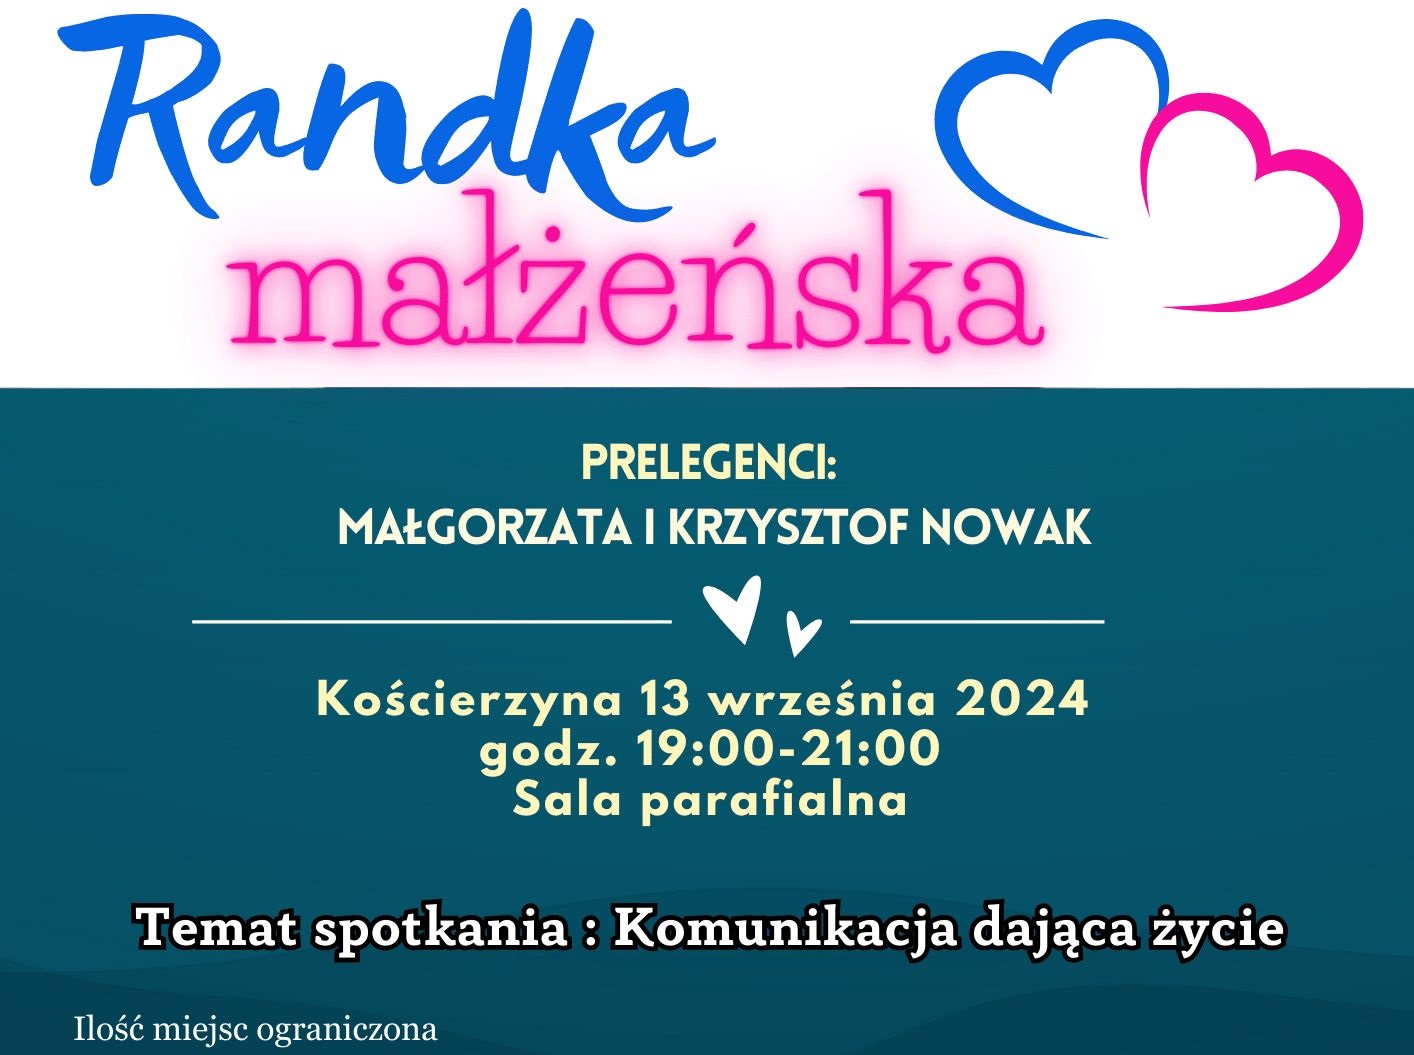 Randka
małżeńska
PRELEGENCI:
MAŁGORZATA I KRZYSZTOF NOWAK
Kościerzyna 13 września 2024
godz. 19:00-21:00
Sala parafialna
Temat spotkania : Komunikacja dająca życie
Ilość miejsc ograniczona